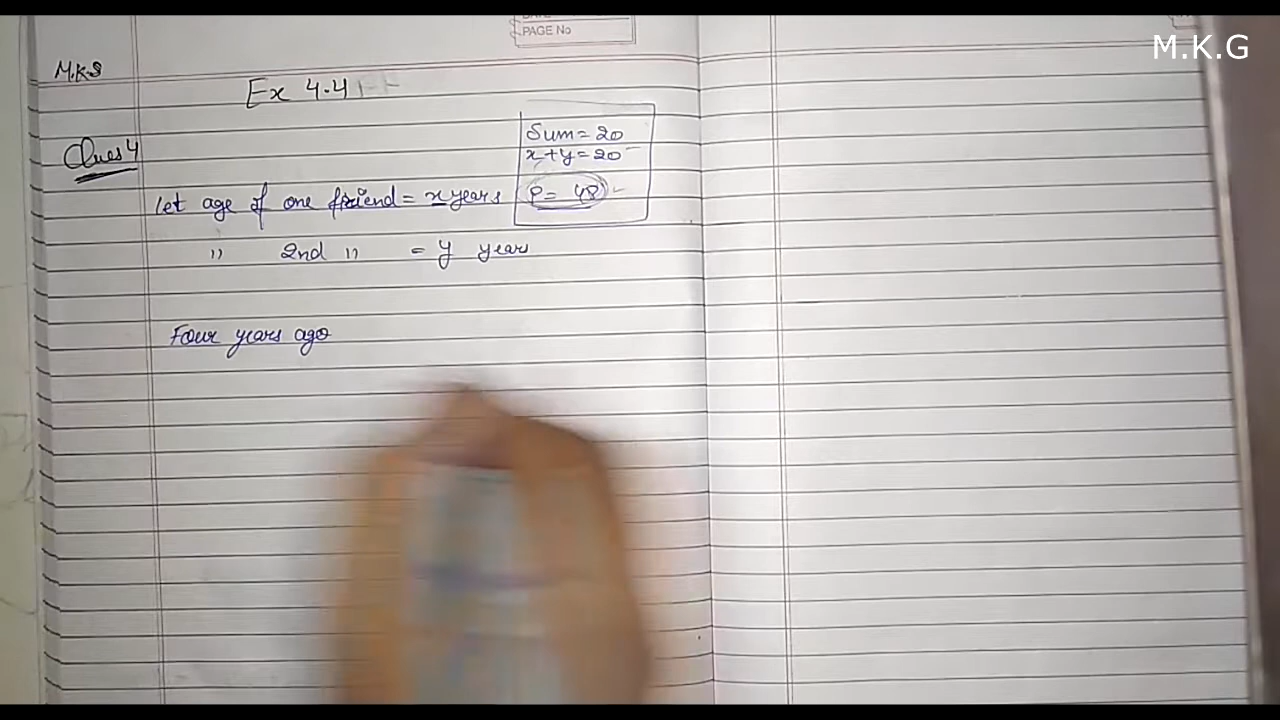 PAGE No
M.K.G
M.K.S
Ex 4.4
Sum = 20
x+y = 20
Ques 4
Let age of one friend = x years
P = 48
" 2nd " = y year
Four years ago